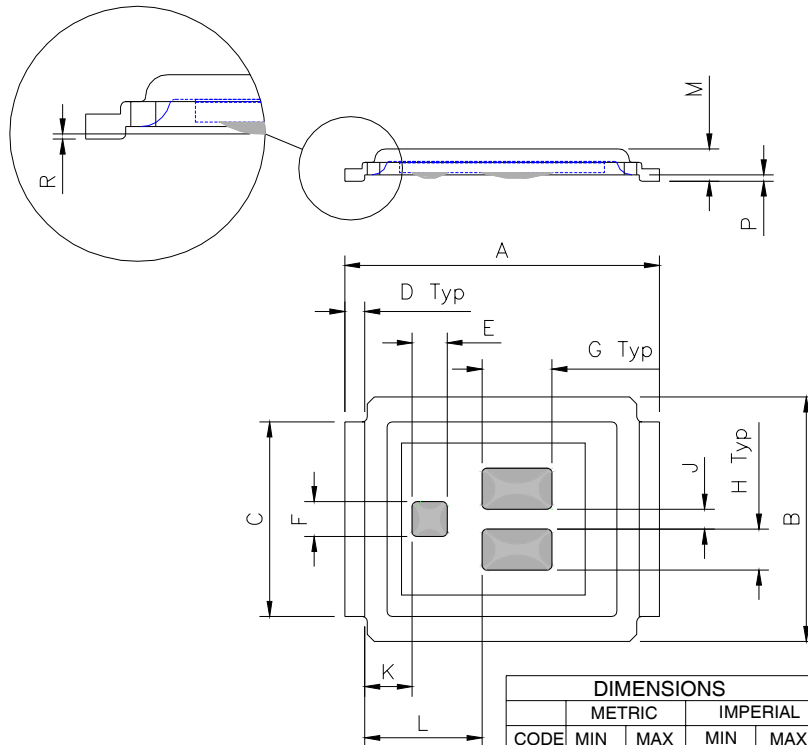 R
M
P
A
D Typ
E
G Typ
J
H Typ
F
C
B
K
L
DIMENSIONS
METRIC IMPERIAL
CODE MIN MAX MIN MAX